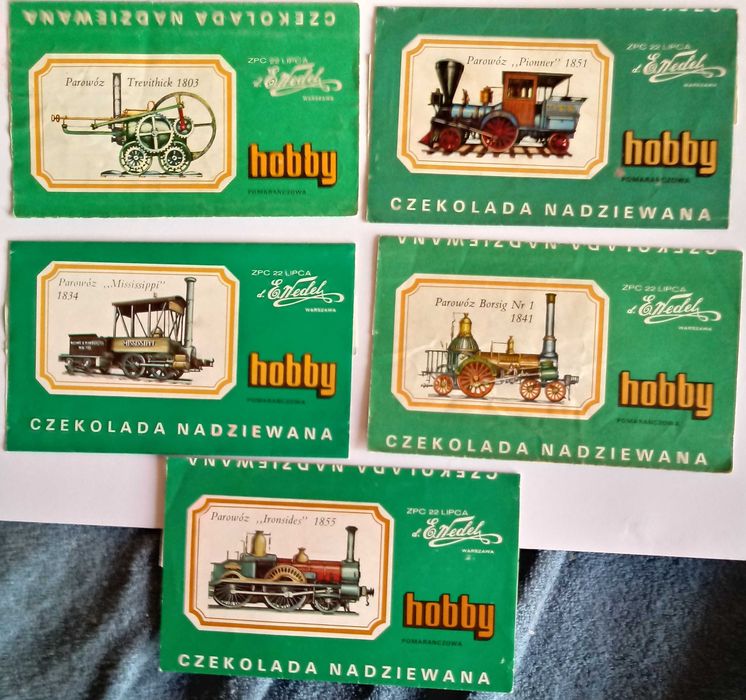 CZEKOLADA NADZIEWANA
Parowóz Trevithick 1803
ZPC 22 LIPCA
d. E. Wedel
WARSZAWA
hobby
POMARAŃCZOWA
Parowóz „Pionner" 1851
ZPC 22 LIPCA
d. E. Wedel
WARSZAWA
hobby
POMARAŃCZOWA
CZEKOLADA NADZIEWANA
Parowóz „Mississippi"
1834
MISSISSIPPI
ZPC 22 LIPCA
d. E. Wedel
WARSZAWA
hobby
POMARAŃCZOWA
CZEKOLADA NADZIEWANA
CZEKOLADA NADZIEWANA
Parowóz Borsig Nr 1
1841
ZPC 22 LIPCA
d. E. Wedel
WARSZAWA
hobby
POMARAŃCZOWA
CZEKOLADA NADZIEWANA
CZEKOLADA NADZIEWANA
Parowóz „Ironsides" 1855
ZPC 22 LIPCA
d. E. Wedel
WARSZAWA
hobby
POMARAŃCZOWA
CZEKOLADA NADZIEWANA